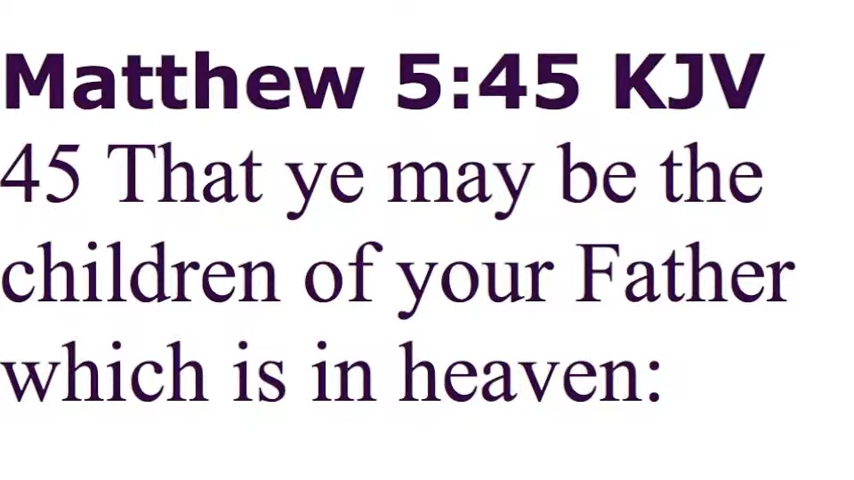 Matthew 5:45 KJV
45 That ye may be the
children of your Father
which is in heaven: